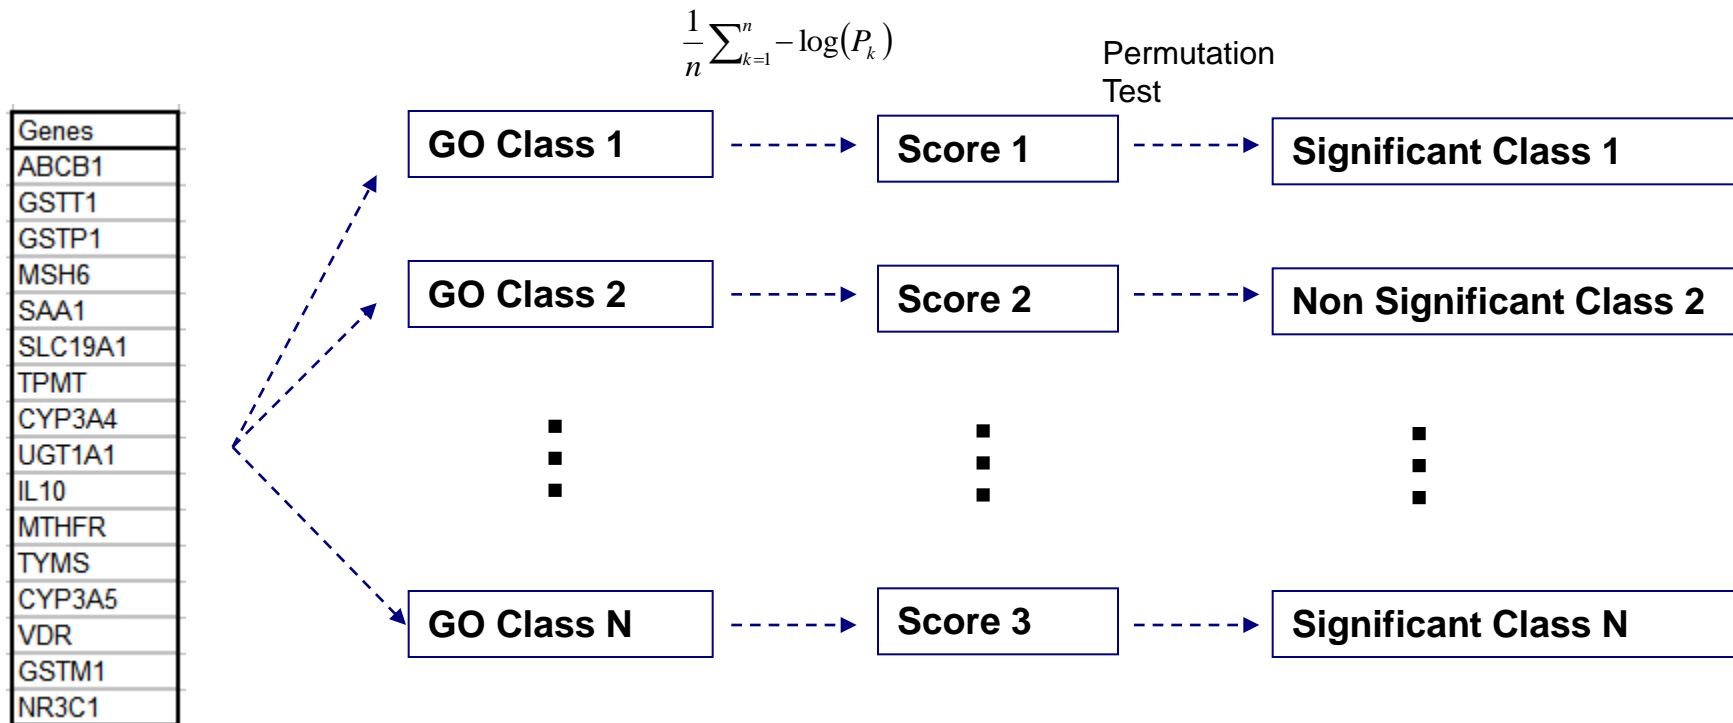 $\frac{1}{n}\sum_{k=1}^{n} -\log(P_k)$
Permutation
Test
Genes
ABCB1
GSTT1
GSTP1
MSH6
SAA1
SLC19A1
TPMT
CYP3A4
UGT1A1
IL10
MTHFR
TYMS
CYP3A5
VDR
GSTM1
NR3C1
GO Class 1
Score 1
Significant Class 1
GO Class 2
Score 2
Non Significant Class 2
GO Class N
Score 3
Significant Class N